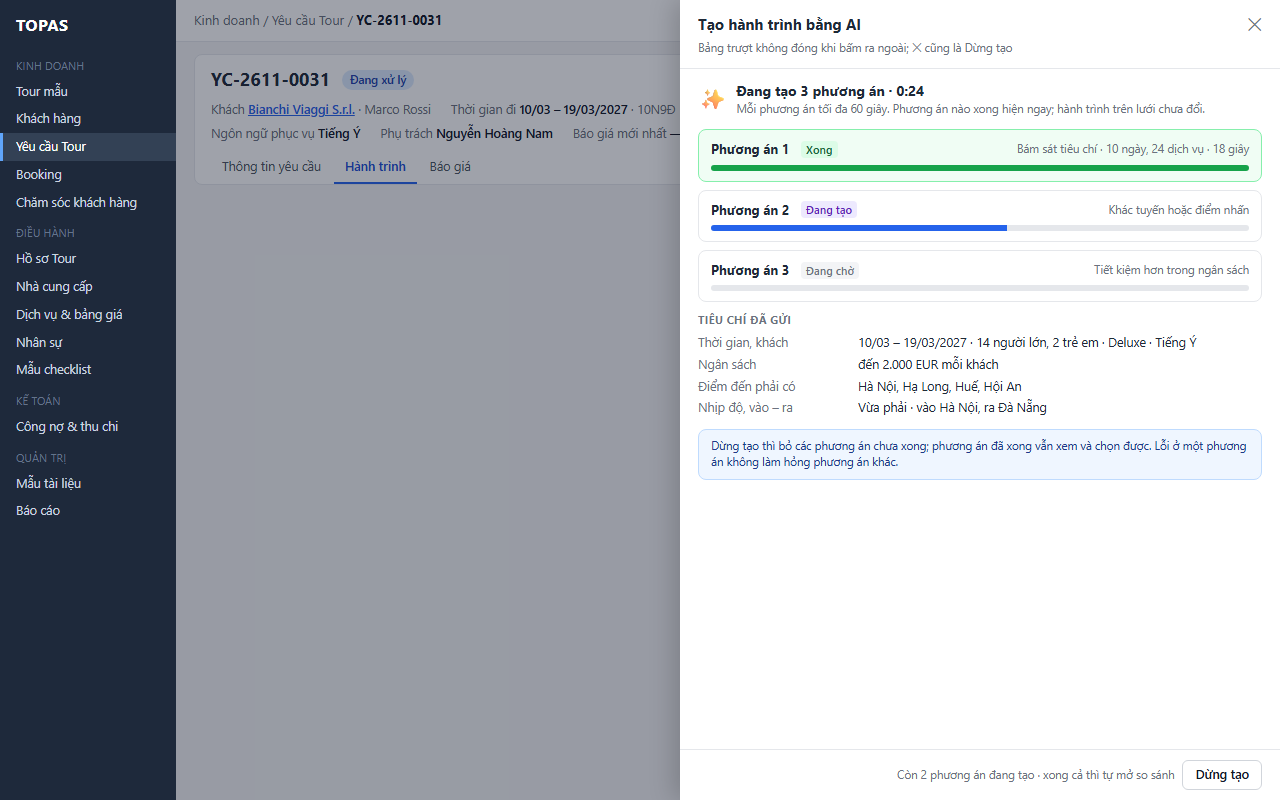 TOPAS
KINH DOANH
Tour mẫu
Khách hàng
Yêu cầu Tour
Booking
Chăm sóc khách hàng
ĐIỀU HÀNH
Hồ sơ Tour
Nhà cung cấp
Dịch vụ & bảng giá
Nhân sự
Mẫu checklist
KẾ TOÁN
Công nợ & thu chi
QUẢN TRỊ
Mẫu tài liệu
Báo cáo
Kinh doanh / Yêu cầu Tour / YC-2611-0031
YC-2611-0031 Đang xử lý
Khách Bianchi Viaggi S.r.l. · Marco Rossi Thời gian đi 10/03 – 19/03/2027 · 10N9Đ
Ngôn ngữ phục vụ Tiếng Ý Phụ trách Nguyễn Hoàng Nam Báo giá mới nhất —
Thông tin yêu cầu Hành trình Báo giá
Tạo hành trình bằng AI
Bảng trượt không đóng khi bấm ra ngoài; ✕ cũng là Dừng tạo
Đang tạo 3 phương án · 0:24
Mỗi phương án tối đa 60 giây. Phương án nào xong hiện ngay; hành trình trên lưới chưa đổi.
Phương án 1 Xong Bám sát tiêu chí · 10 ngày, 24 dịch vụ · 18 giây
Phương án 2 Đang tạo Khác tuyến hoặc điểm nhấn
Phương án 3 Đang chờ Tiết kiệm hơn trong ngân sách
TIÊU CHÍ ĐÃ GỬI
Thời gian, khách 10/03 – 19/03/2027 · 14 người lớn, 2 trẻ em · Deluxe · Tiếng Ý
Ngân sách đến 2.000 EUR mỗi khách
Điểm đến phải có Hà Nội, Hạ Long, Huế, Hội An
Nhịp độ, vào – ra Vừa phải · vào Hà Nội, ra Đà Nẵng
Dừng tạo thì bỏ các phương án chưa xong; phương án đã xong vẫn xem và chọn được. Lỗi ở một phương
án không làm hỏng phương án khác.
Còn 2 phương án đang tạo · xong cả thì tự mở so sánh Dừng tạo